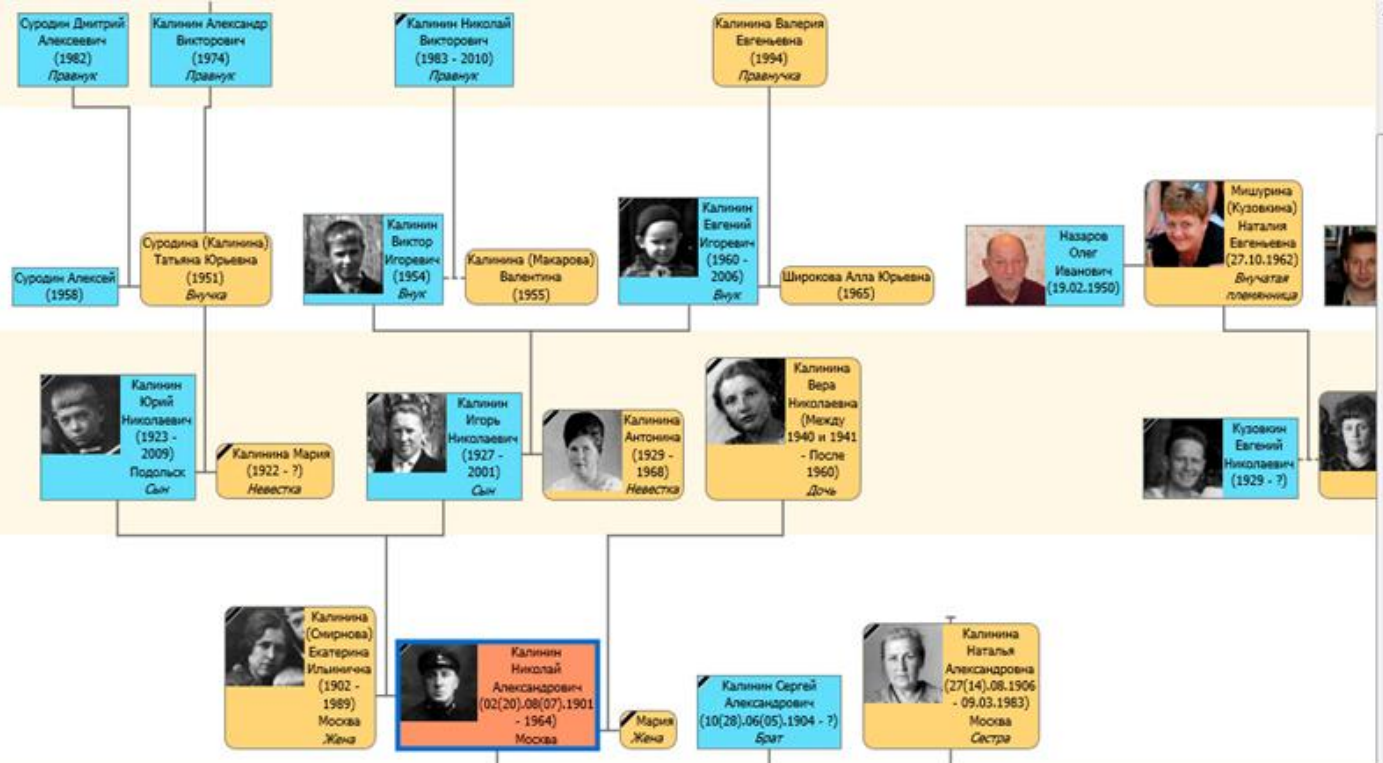 Суродин Дмитрий
Алексеевич
(1982)
Правнук
Калинин Александр
Викторович
(1974)
Правнук
Калинин Николай
Викторович
(1983 - 2010)
Правнук
Калинина Валерия
Евгеньевна
(1994)
Правнучка
Суродин Алексей
(1958)
Суродина (Калинина)
Татьяна Юрьевна
(1951)
Внучка
Калинин
Виктор
Игоревич
(1954)
Внук
Калинина (Макарова)
Валентина
(1955)
Калинин
Евгений
Игоревич
(1960 -
2006)
Внук
Широкова Алла Юрьевна
(1965)
Назаров
Олег
Иванович
(19.02.1950)
Мишурина
(Кузовкина)
Наталия
Евгеньевна
(27.10.1962)
Внучатая
племянница
Калинин
Юрий
Николаевич
(1923 -
2009)
Подольск
Сын
Калинина Мария
(1922 - ?)
Невестка
Калинин
Игорь
Николаевич
(1927 -
2001)
Сын
Калинина
Антонина
(1929 -
1968)
Невестка
Калинина
Вера
Николаевна
(Между
1940 и 1941
- После
1960)
Дочь
Кузовкин
Евгений
Николаевич
(1929 - ?)
Калинина
(Смирнова)
Екатерина
Ильинична
(1902 -
1989)
Москва
Жена
Калинин
Николай
Александрович
(02(20).08(07).1901
- 1964)
Москва
Мария
Жена
Калинин Сергей
Александрович
(10(28).06(05).1904 - ?)
Брат
Калинина
Наталья
Александровна
(27(14).08.1906
- 09.03.1983)
Москва
Сестра